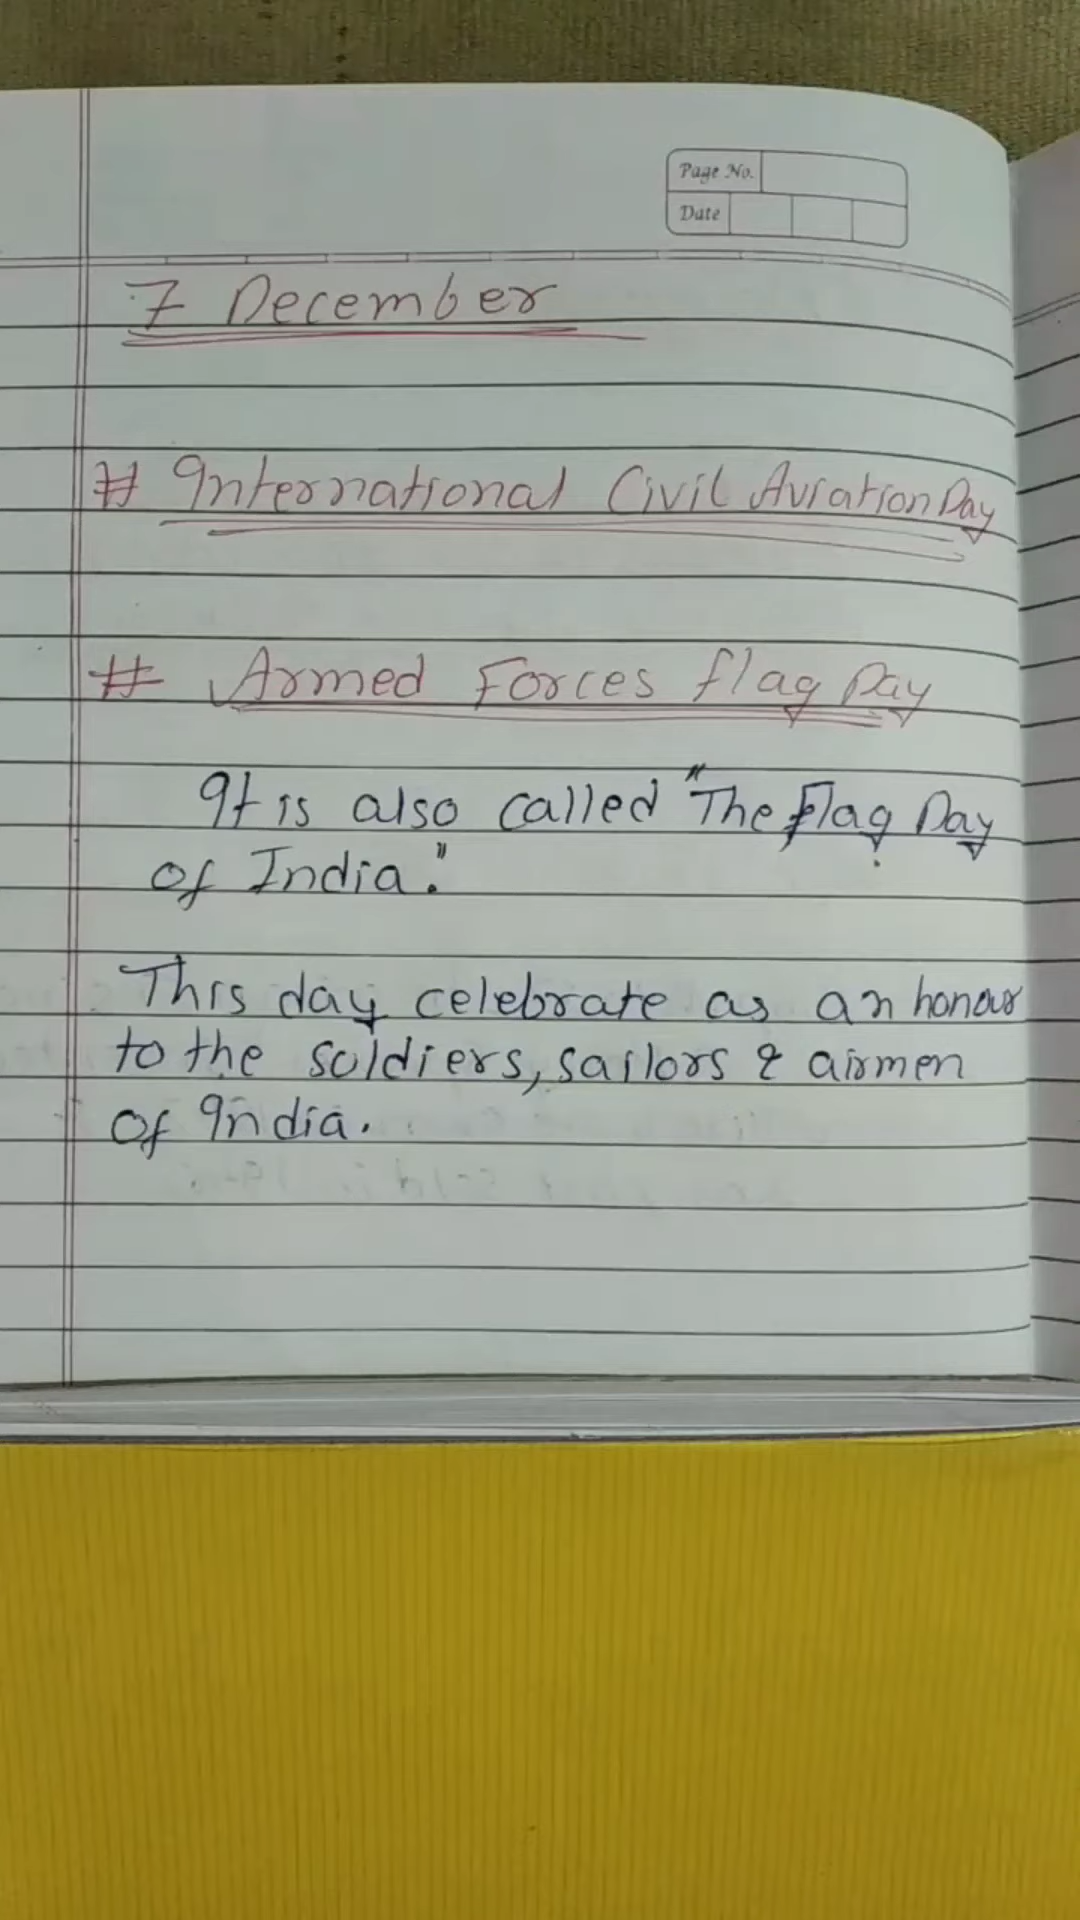 Page No.
Date
7 December
# International Civil Aviation Day
# Armed Forces flag Day
It is also called "The Flag Day
of India."
This day celebrate as an honour
to the soldiers, sailors & airmen
of India.